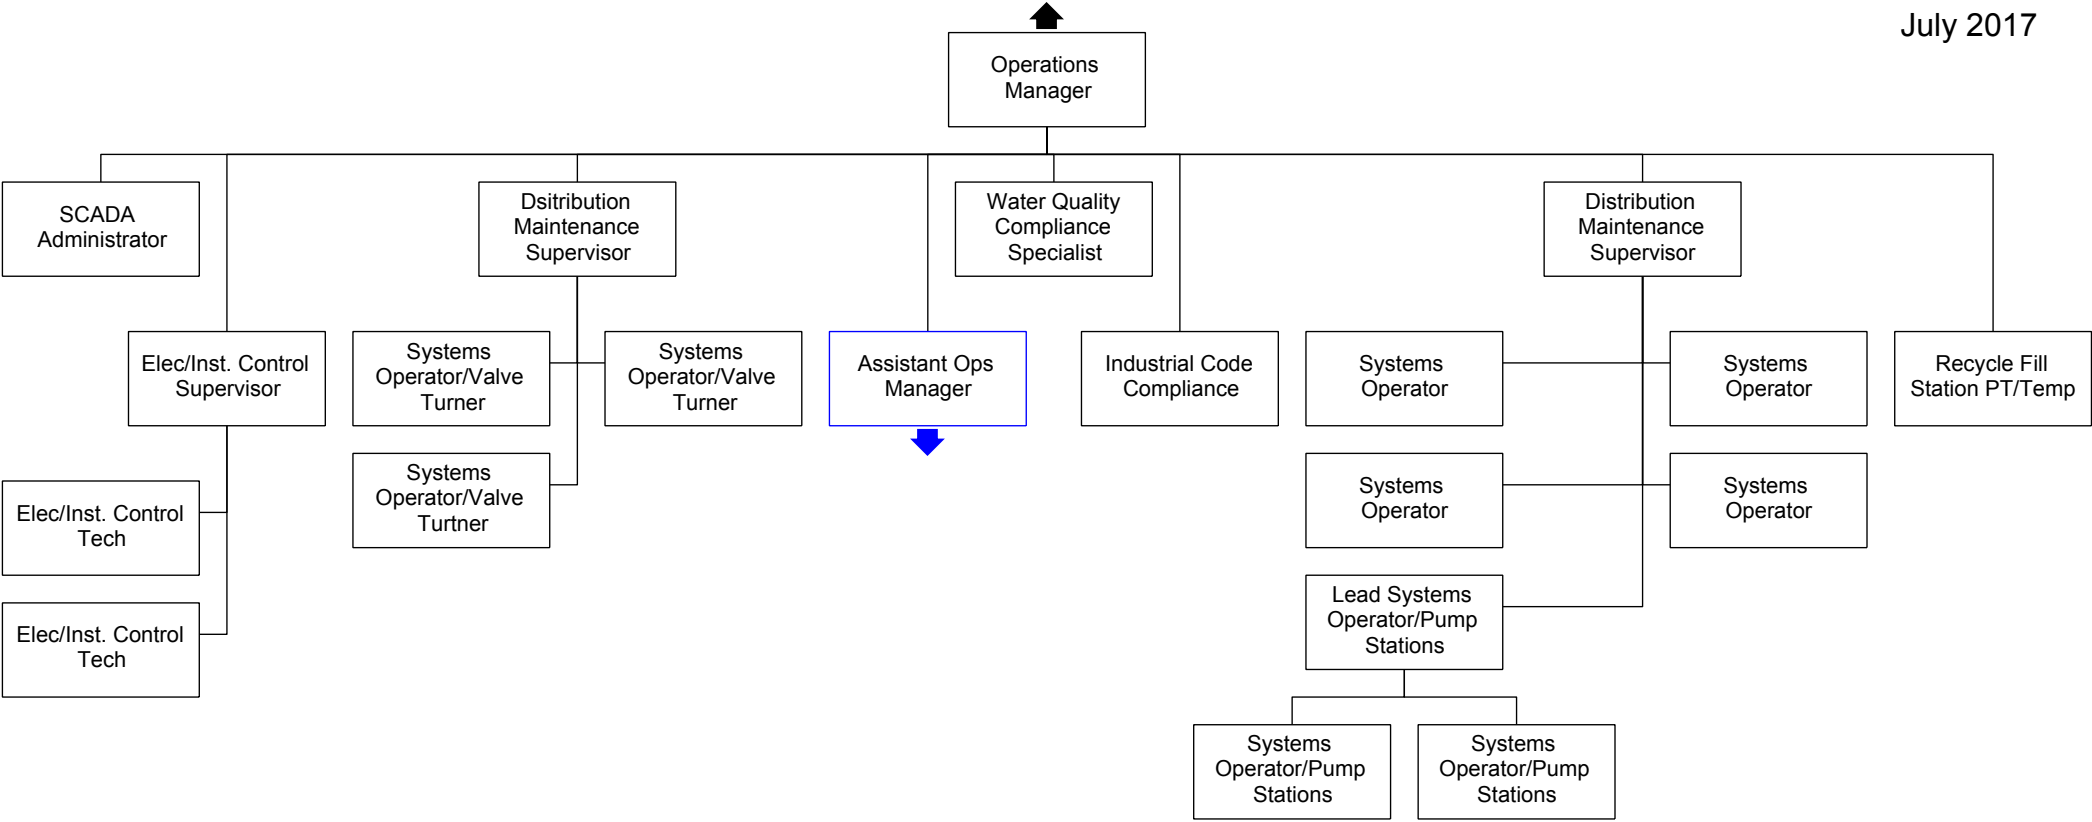 July 2017
Operations
Manager
SCADA
Administrator
Dsitribution
Maintenance
Supervisor
Water Quality
Compliance
Specialist
Distribution
Maintenance
Supervisor
Elec/Inst. Control
Supervisor
Systems
Operator/Valve
Turner
Systems
Operator/Valve
Turner
Assistant Ops
Manager
Industrial Code
Compliance
Systems
Operator
Systems
Operator
Recycle Fill
Station PT/Temp
Elec/Inst. Control
Tech
Systems
Operator/Valve
Turtner
Systems
Operator
Systems
Operator
Elec/Inst. Control
Tech
Lead Systems
Operator/Pump
Stations
Systems
Operator/Pump
Stations
Systems
Operator/Pump
Stations